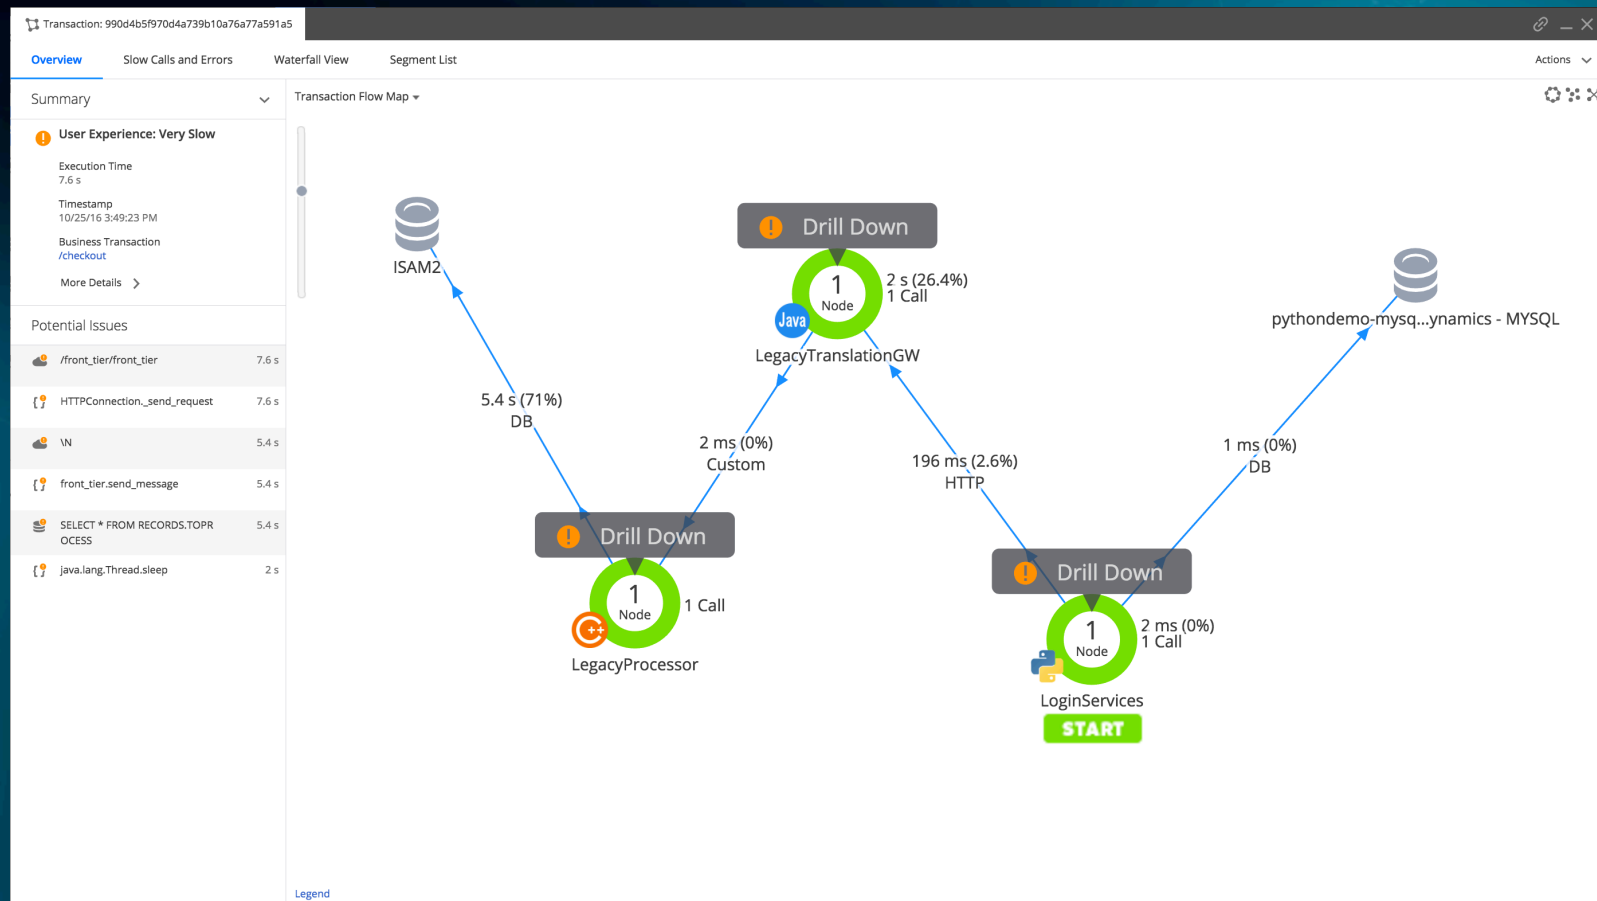 Transaction: 990d4b5f970d4a739b10a76a77a591a5
Overview
Slow Calls and Errors
Waterfall View
Segment List
Actions
Summary
User Experience: Very Slow
Execution Time
7.6 s
Timestamp
10/25/16 3:49:23 PM
Business Transaction
/checkout
More Details
Potential Issues
/front_tier/front_tier 7.6 s
HTTPConnection._send_request 7.6 s
\N 5.4 s
front_tier.send_message 5.4 s
SELECT * FROM RECORDS.TOPR 5.4 s
OCESS
java.lang.Thread.sleep 2 s
Transaction Flow Map
ISAM2
5.4 s (71%)
DB
Drill Down
1
Node
2 s (26.4%)
1 Call
Java
LegacyTranslationGW
2 ms (0%)
Custom
196 ms (2.6%)
HTTP
pythondemo-mysq...ynamics - MYSQL
1 ms (0%)
DB
Drill Down
1
Node
1 Call
C++
LegacyProcessor
Drill Down
1
Node
2 ms (0%)
1 Call
LoginServices
START
Legend